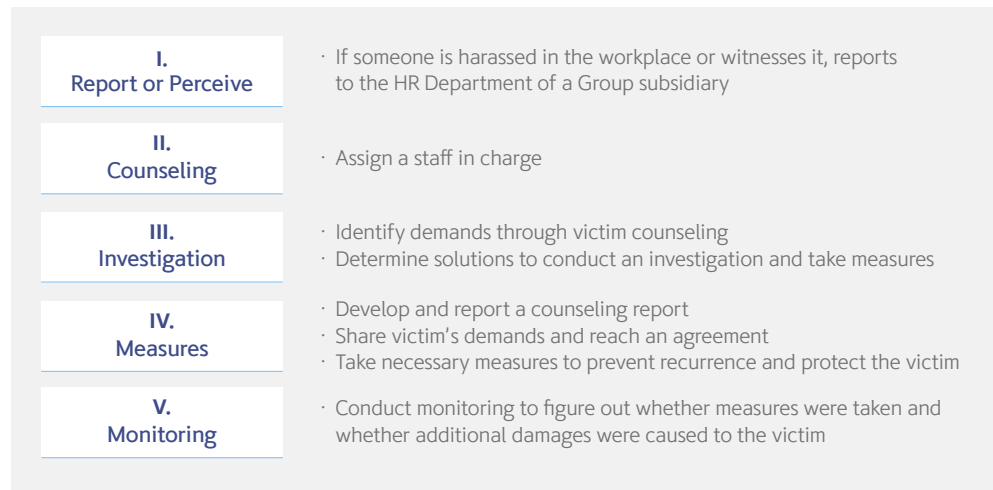 I.
Report or Perceive
· If someone is harassed in the workplace or witnesses it, reports
to the HR Department of a Group subsidiary
II.
Counseling
· Assign a staff in charge
III.
Investigation
· Identify demands through victim counseling
· Determine solutions to conduct an investigation and take measures
IV.
Measures
· Develop and report a counseling report
· Share victim's demands and reach an agreement
· Take necessary measures to prevent recurrence and protect the victim
V.
Monitoring
· Conduct monitoring to figure out whether measures were taken and
whether additional damages were caused to the victim